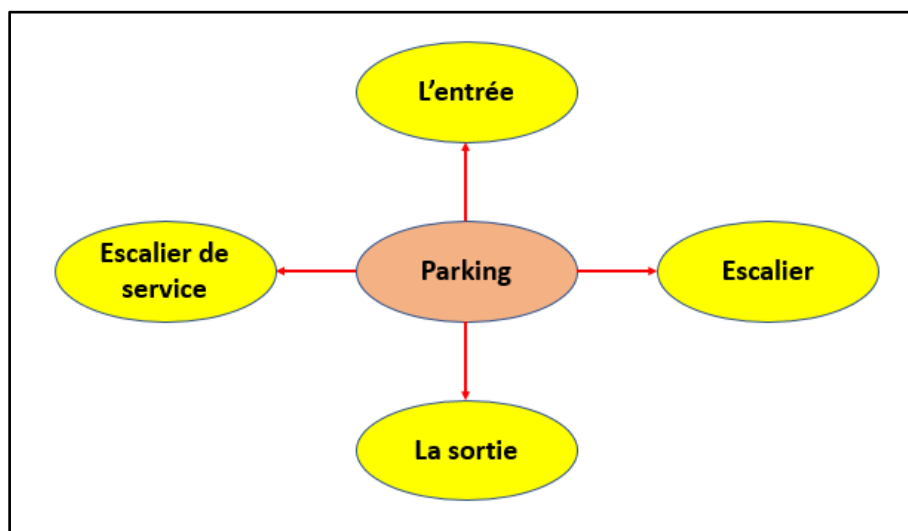 L’entrée
Escalier de
service
Parking
Escalier
La sortie